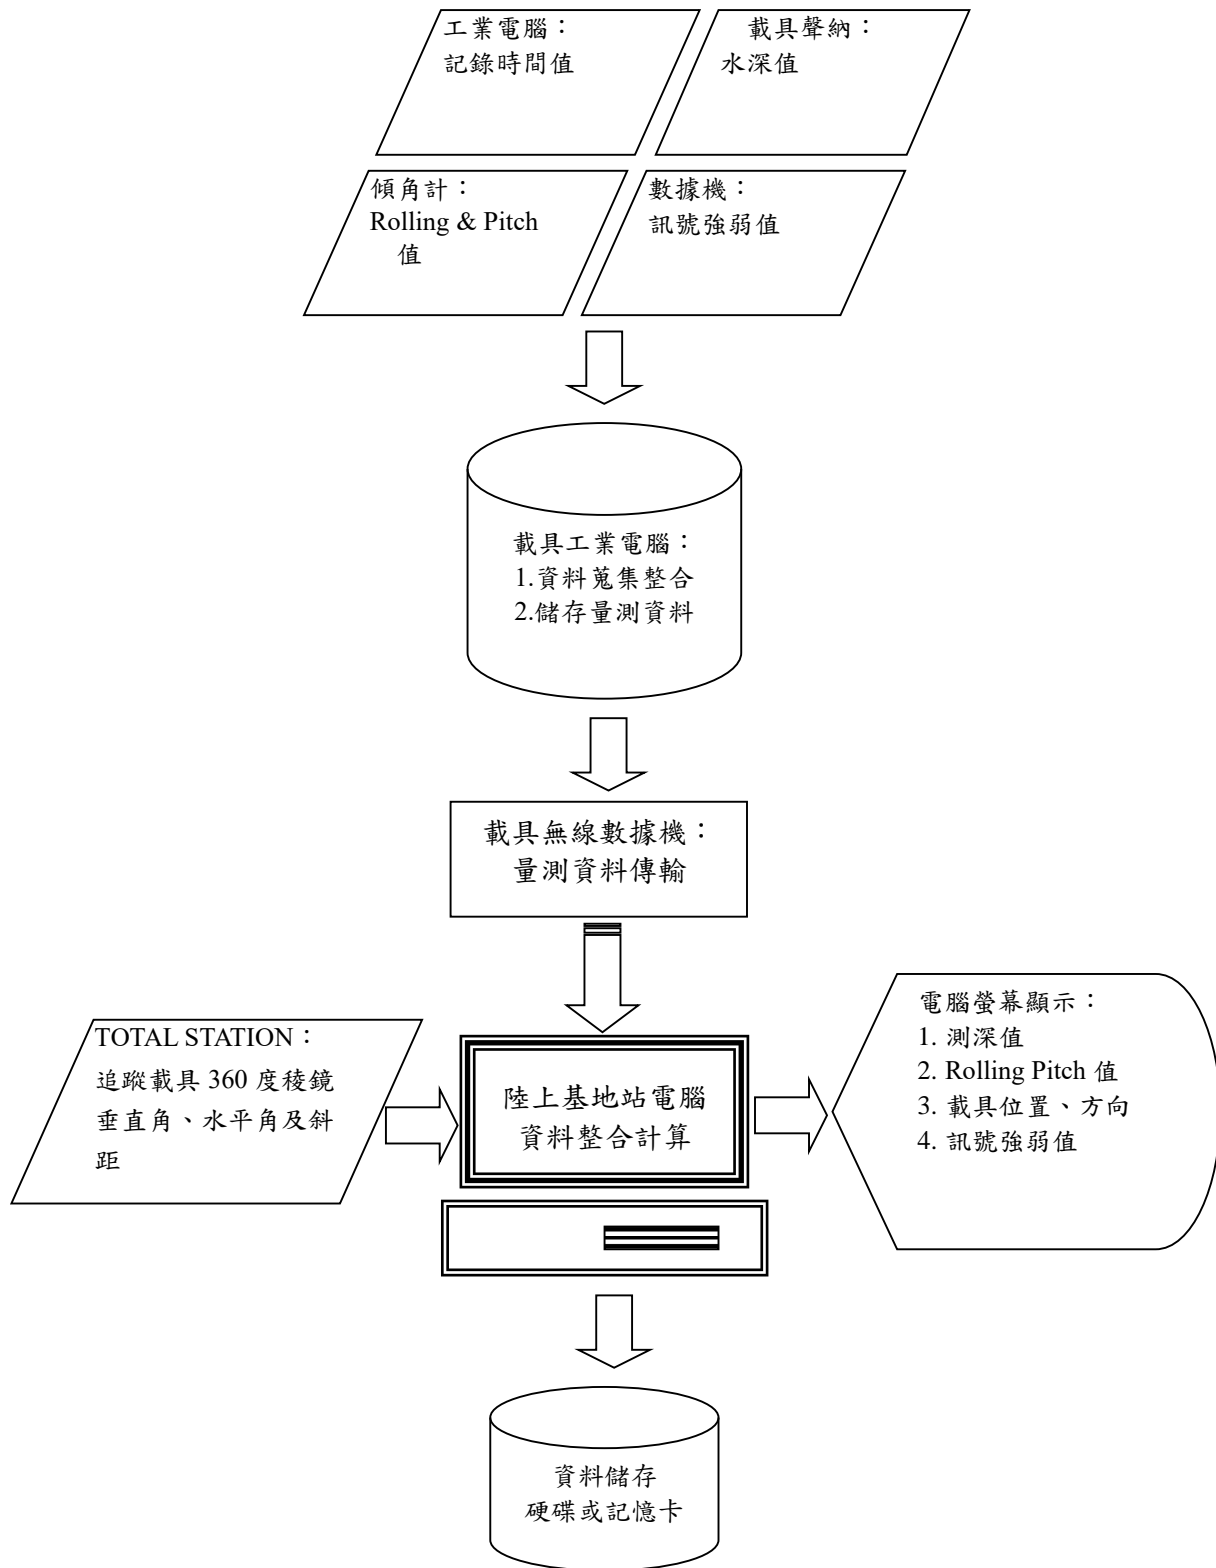 工業電腦：
記錄時間值
載具聲納：
水深值
傾角計：
Rolling & Pitch
值
數據機：
訊號強弱值
載具工業電腦：
1.資料蒐集整合
2.儲存量測資料
載具無線數據機：
量測資料傳輸
TOTAL STATION：
追蹤載具 360 度稜鏡
垂直角、水平角及斜
距
陸上基地站電腦
資料整合計算
電腦螢幕顯示：
1. 測深值
2. Rolling Pitch 值
3. 載具位置、方向
4. 訊號強弱值
資料儲存
硬碟或記憶卡